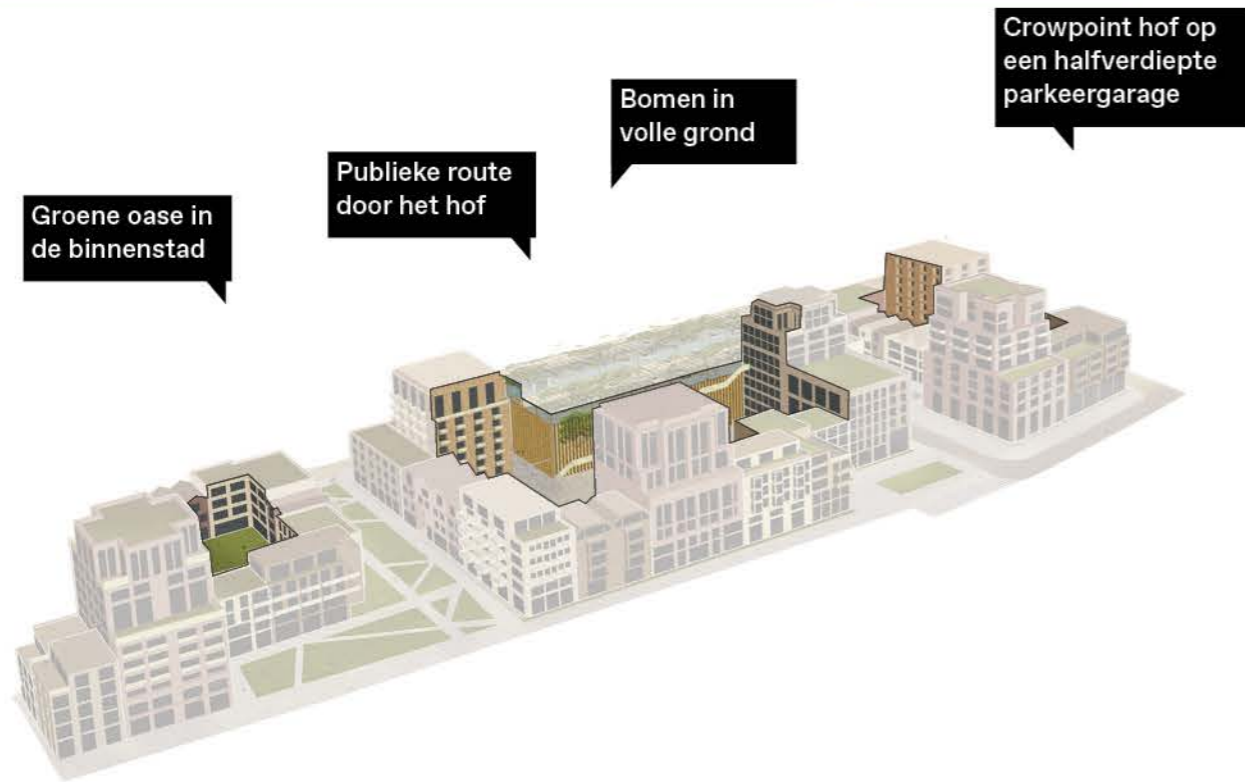 Groene oase in
de binnenstad
Publieke route
door het hof
Bomen in
volle grond
Crowpoint hof op
een halfverdiepte
parkeergarage